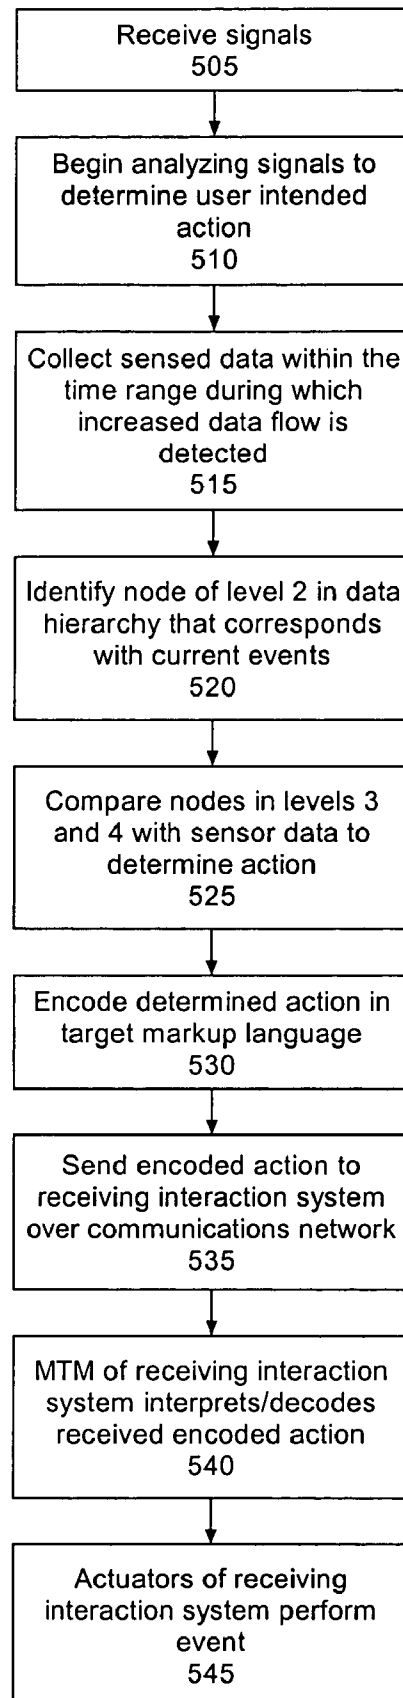 Receive signals
505
Begin analyzing signals to
determine user intended
action
510
Collect sensed data within the
time range during which
increased data flow is
detected
515
Identify node of level 2 in data
hierarchy that corresponds
with current events
520
Compare nodes in levels 3
and 4 with sensor data to
determine action
525
Encode determined action in
target markup language
530
Send encoded action to
receiving interaction system
over communications network
535
MTM of receiving interaction
system interprets/decodes
received encoded action
540
Actuators of receiving
interaction system perform
event
545